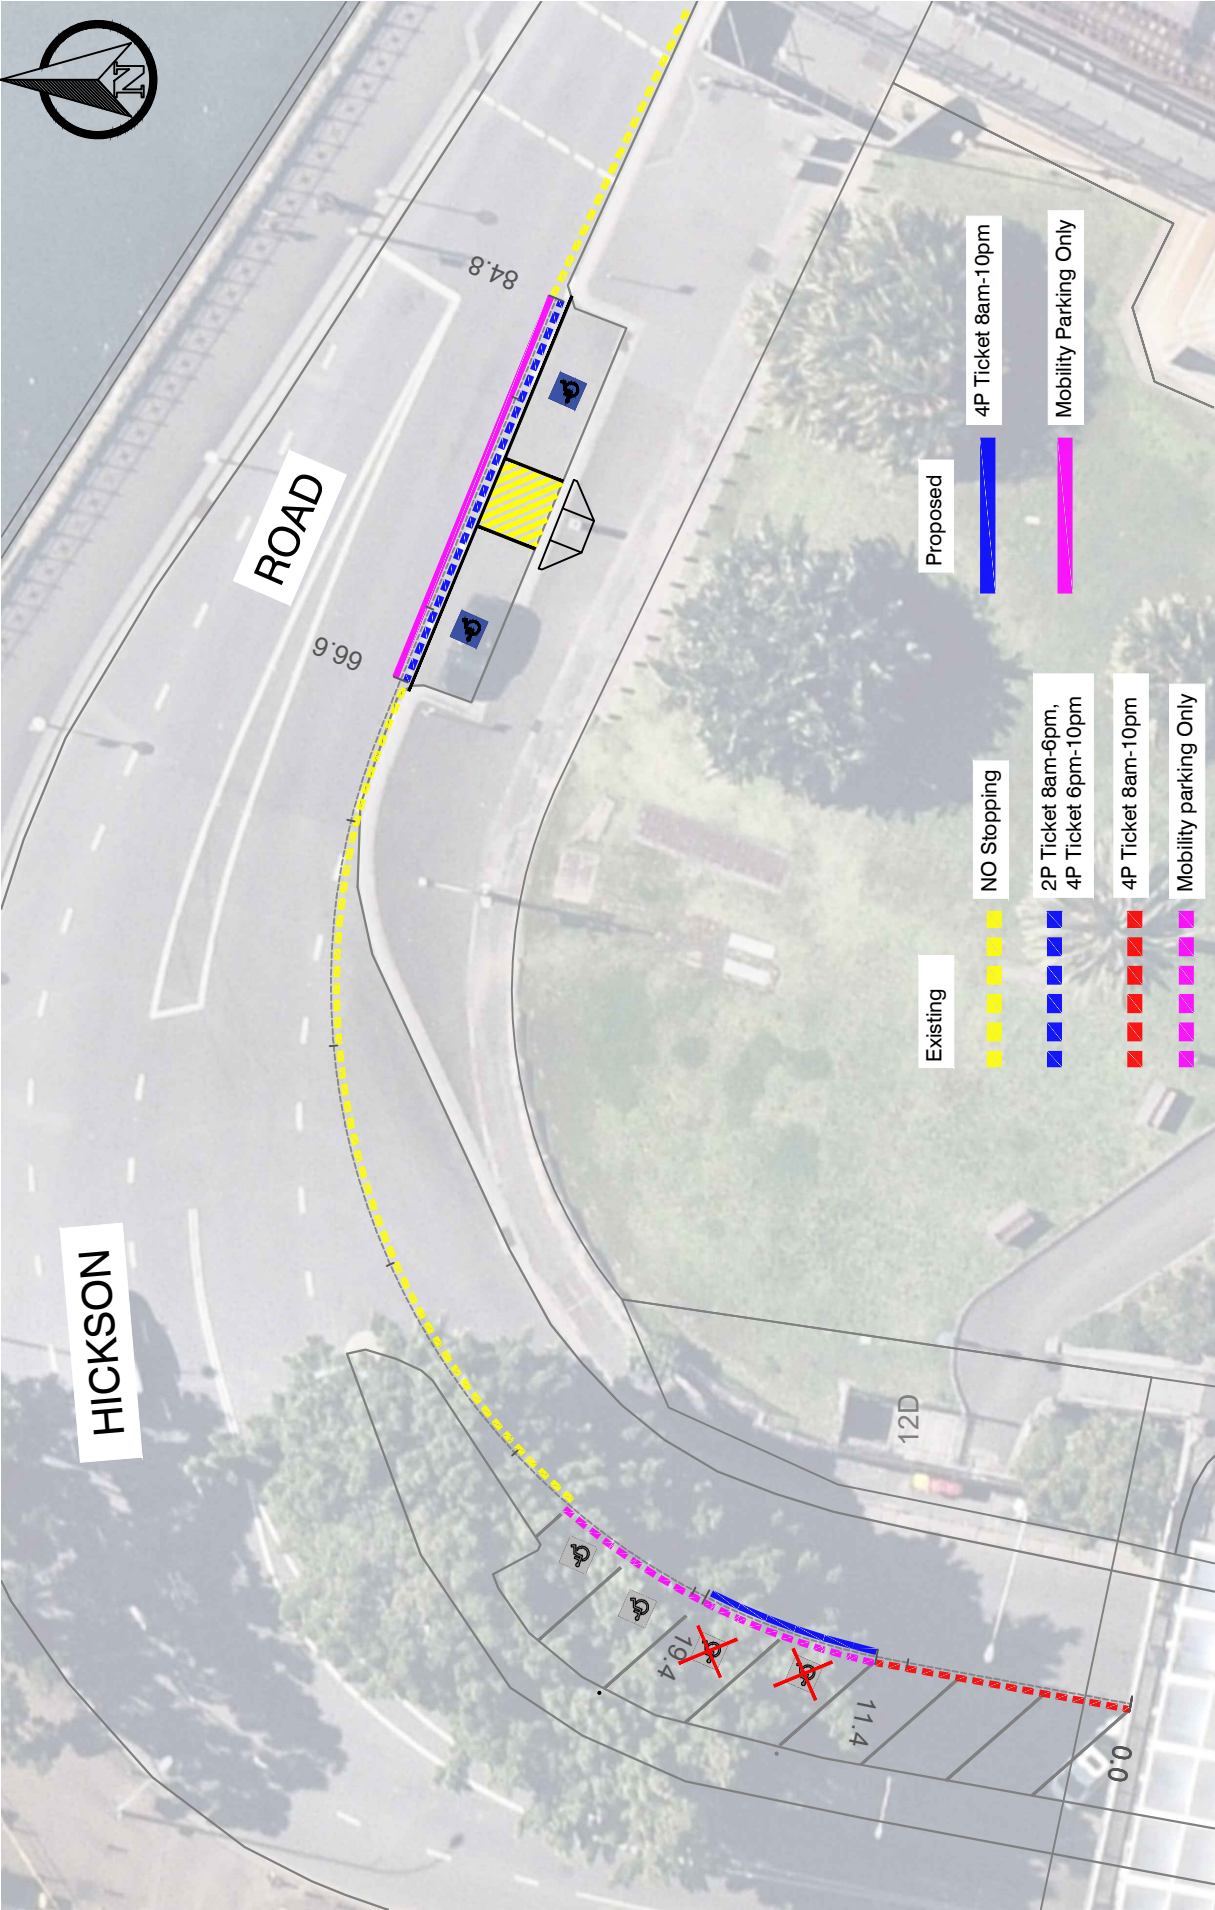 N
HICKSON
ROAD
84.8
66.6
19.4
11.4
0.0
12D
Existing
NO Stopping
2P Ticket 8am-6pm,
4P Ticket 6pm-10pm
4P Ticket 8am-10pm
Mobility parking Only
Proposed
4P Ticket 8am-10pm
Mobility Parking Only